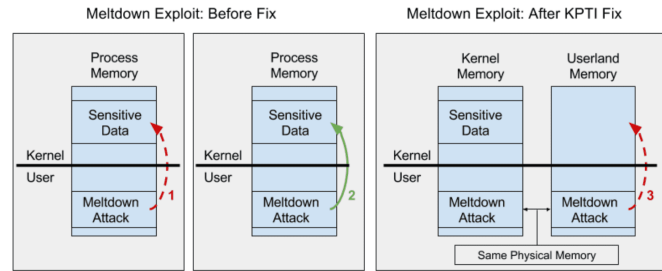 Meltdown Exploit: Before Fix
Process
Memory
Sensitive
Data
Kernel
User
Meltdown
Attack
1
Process
Memory
Sensitive
Data
Kernel
User
Meltdown
Attack
2
Meltdown Exploit: After KPTI Fix
Kernel
Memory
Sensitive
Data
Kernel
User
Meltdown
Attack
Userland
Memory
Meltdown
Attack
3
Same Physical Memory